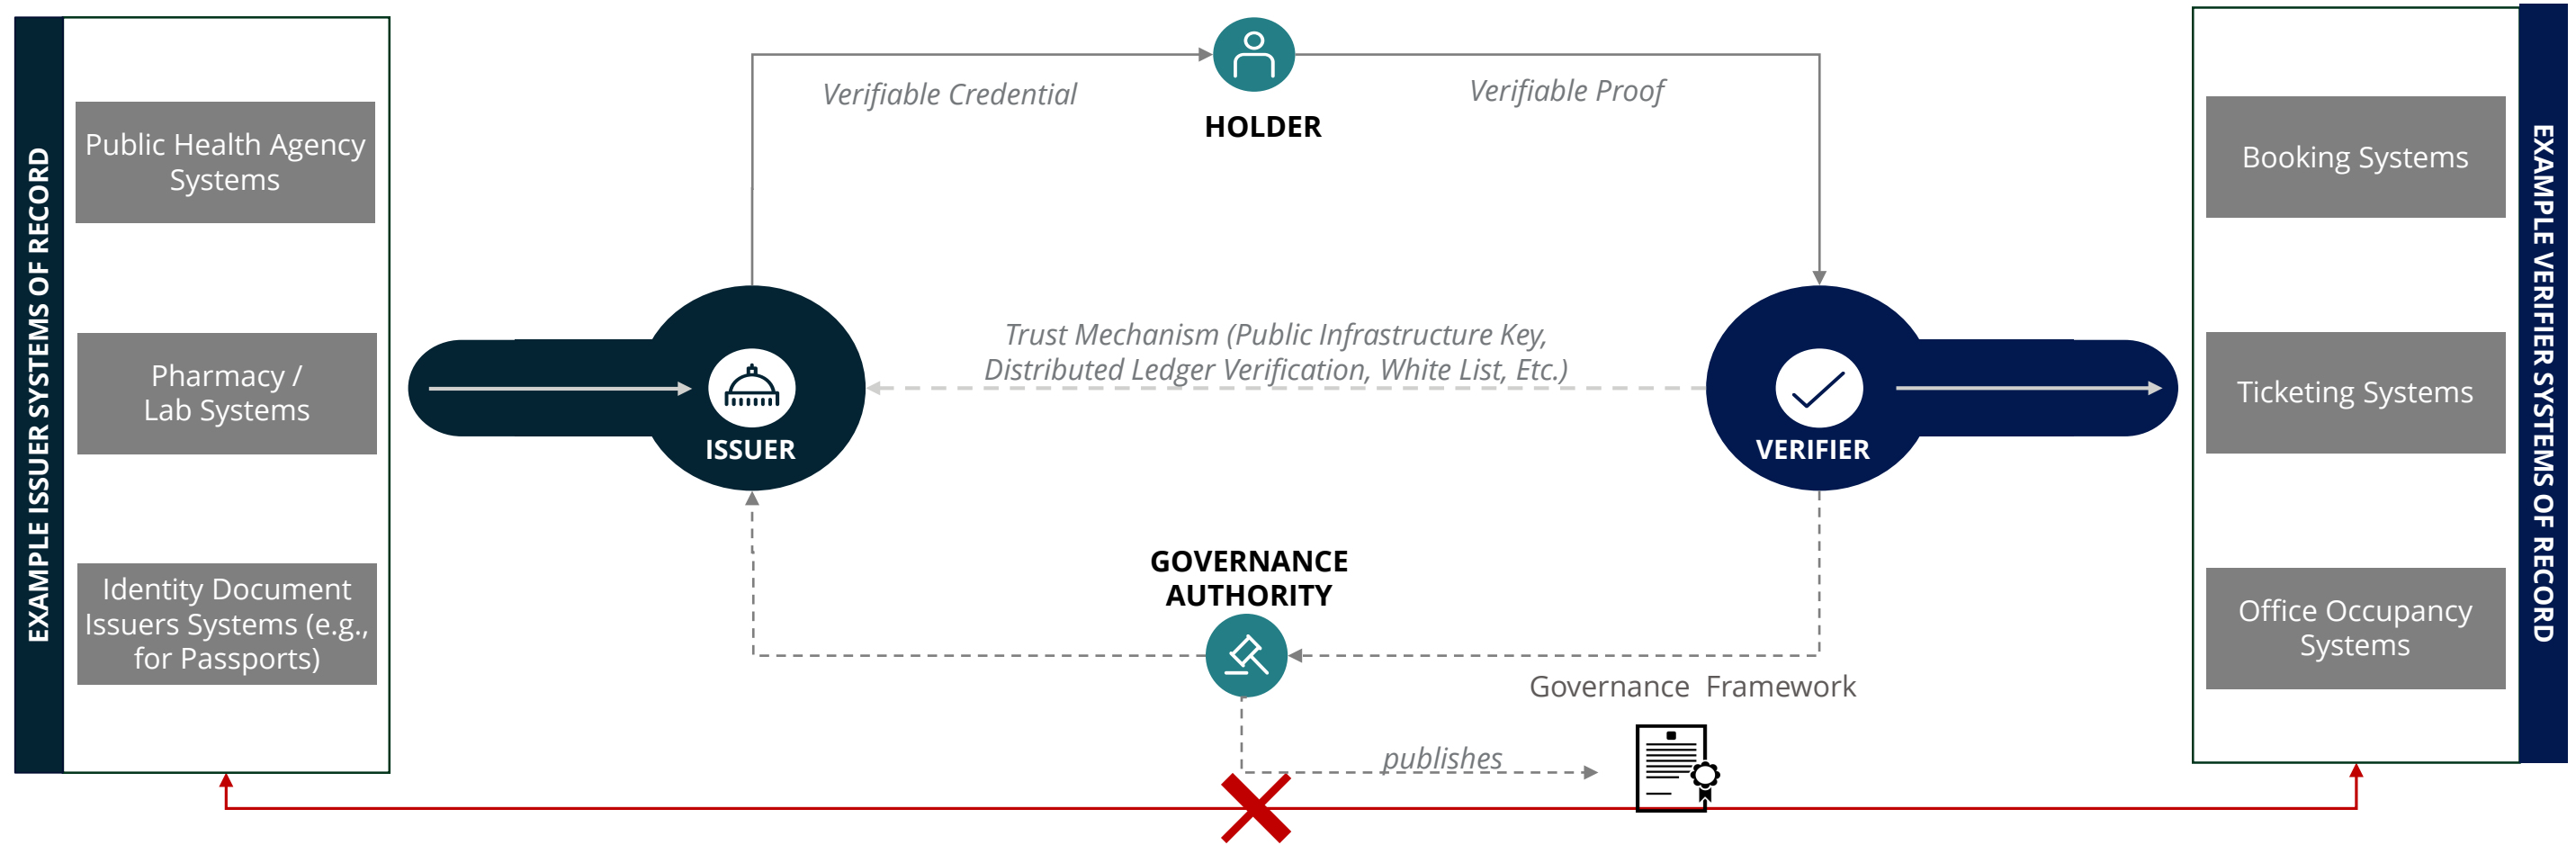 EXAMPLE ISSUER SYSTEMS OF RECORD
Public Health Agency
Systems
Pharmacy /
Lab Systems
Identity Document
Issuers Systems (e.g.,
for Passports)
Verifiable Credential
HOLDER
Verifiable Proof
ISSUER
Trust Mechanism (Public Infrastructure Key,
Distributed Ledger Verification, White List, Etc.)
VERIFIER
GOVERNANCE
AUTHORITY
Governance Framework
publishes
Booking Systems
Ticketing Systems
Office Occupancy
Systems
EXAMPLE VERIFIER SYSTEMS OF RECORD